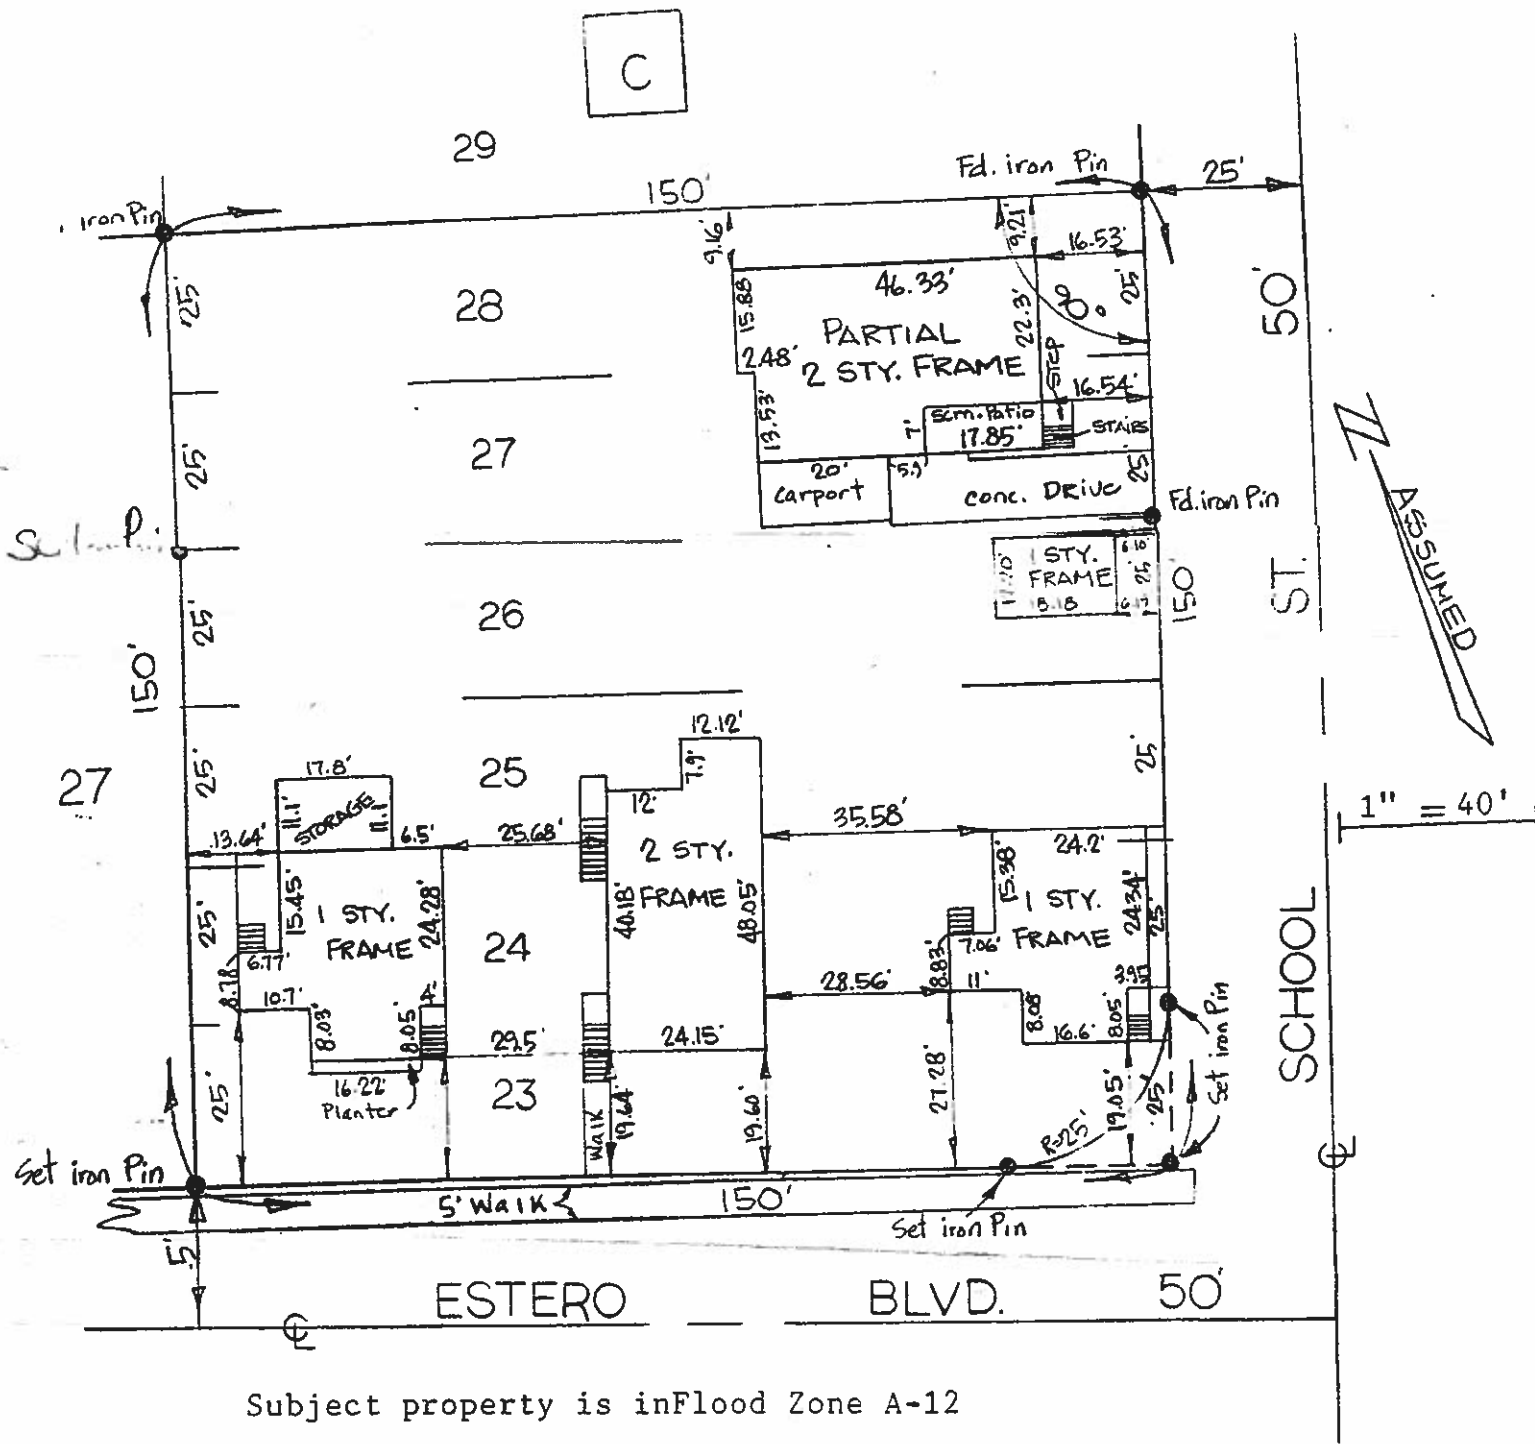 C
29
150'
Fd. iron Pin
25'
iron Pin
9.16'
9.21'
16.53'
25'
28
46.33'
15.88
22.3'
25'
50'
PARTIAL
2 STY. FRAME
2.48'
STEP
16.54'
25'
27
13.53'
Scrn. Patio
7'
17.85'
STAIRS
20'
5.9'
25'
Carport
conc. DRIVE
Fd. iron Pin
ASSUMED
1 STY.
FRAME
6.10'
25'
6.17
150'
ST.
25'
26
150'
27
25'
25
12.12'
7.9'
12'
25'
17.8'
11.1'
STORAGE
11.1'
13.64'
6.5'
25.68'
35.58'
1" = 40'
2 STY.
FRAME
24.2'
15.38'
15.45'
1 STY.
FRAME
24.28'
24
40.18'
48.05'
1 STY.
FRAME
24.34'
25'
25'
8.78
6.77'
7.06'
8.83'
10.7'
8.03'
4'
8.05'
28.56'
11'
8.08'
3.95'
8.05'
16.6'
SCHOOL
29.5'
24.15'
25'
16.22'
Planter
23
Walk
19.64'
19.60'
27.28'
R=25'
19.05'
25'
Set iron Pin
Set iron Pin
5' Walk
150'
Set iron Pin
5'
ESTERO BLVD. 50'
Subject property is inFlood Zone A-12